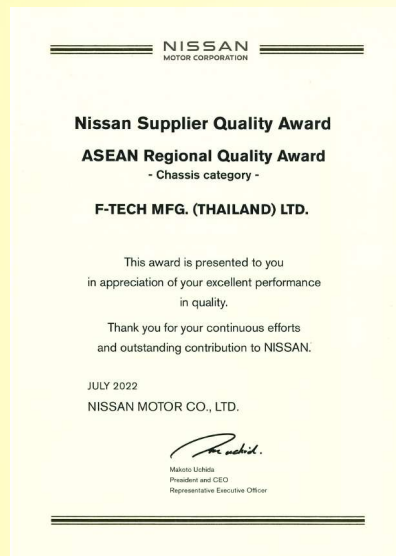 NISSAN
MOTOR CORPORATION
Nissan Supplier Quality Award
ASEAN Regional Quality Award
- Chassis category -
F-TECH MFG. (THAILAND) LTD.
This award is presented to you
in appreciation of your excellent performance
in quality.
Thank you for your continuous efforts
and outstanding contribution to NISSAN.
JULY 2022
NISSAN MOTOR CO., LTD.
Makoto Uchida
President and CEO
Representative Executive Officer